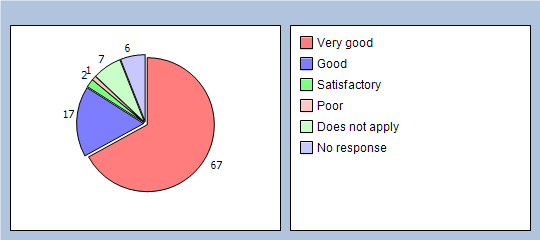 6
7
1
2
17
67
Very good
Good
Satisfactory
Poor
Does not apply
No response